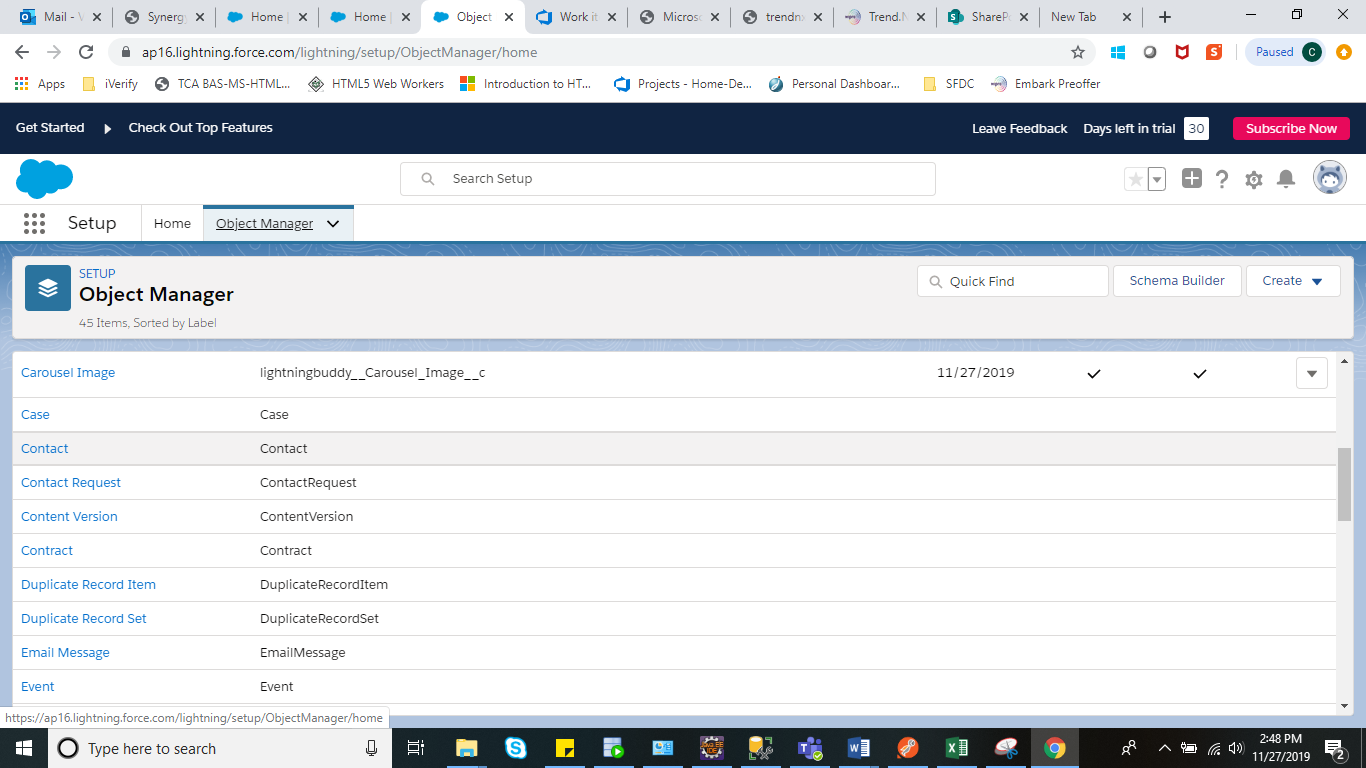 Mail - V
Synergy
Home |
Home |
Object
Work it
Microso
trendnx
Trend.N
SharePo
New Tab
ap16.lightning.force.com/lightning/setup/ObjectManager/home
Paused C
Apps
iVerify
TCA BAS-MS-HTML...
HTML5 Web Workers
Introduction to HT...
Projects - Home-De...
Personal Dashboar...
SFDC
Embark Preoffer
Get Started
Check Out Top Features
Leave Feedback
Days left in trial 30
Subscribe Now
Search Setup
Setup
Home
Object Manager
SETUP
Object Manager
45 Items, Sorted by Label
Quick Find
Schema Builder
Create
Carousel Image lightningbuddy__Carousel_Image__c 11/27/2019
Case Case
Contact Contact
Contact Request ContactRequest
Content Version ContentVersion
Contract Contract
Duplicate Record Item DuplicateRecordItem
Duplicate Record Set DuplicateRecordSet
Email Message EmailMessage
Event Event
https://ap16.lightning.force.com/lightning/setup/ObjectManager/home
Type here to search
2:48 PM
11/27/2019
2